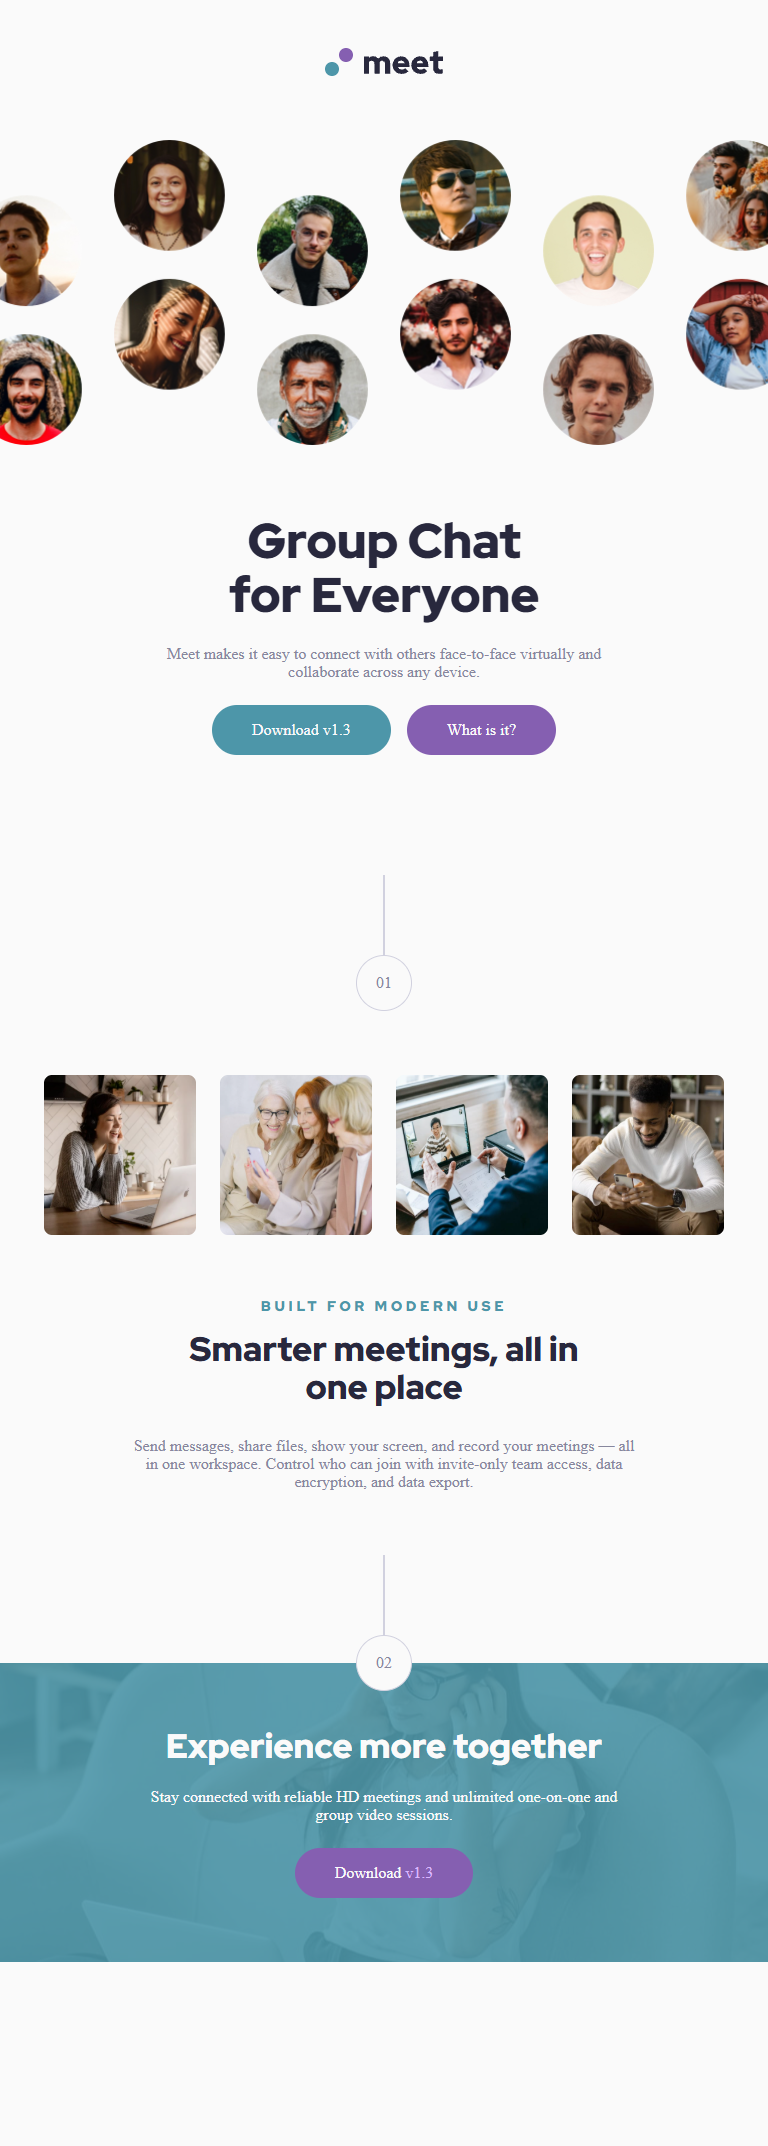 meet
Group Chat
for Everyone
Meet makes it easy to connect with others face-to-face virtually and
collaborate across any device.
Download v1.3
What is it?
01
BUILT FOR MODERN USE
Smarter meetings, all in
one place
Send messages, share files, show your screen, and record your meetings — all
in one workspace. Control who can join with invite-only team access, data
encryption, and data export.
02
Experience more together
Stay connected with reliable HD meetings and unlimited one-on-one and
group video sessions.
Download v1.3